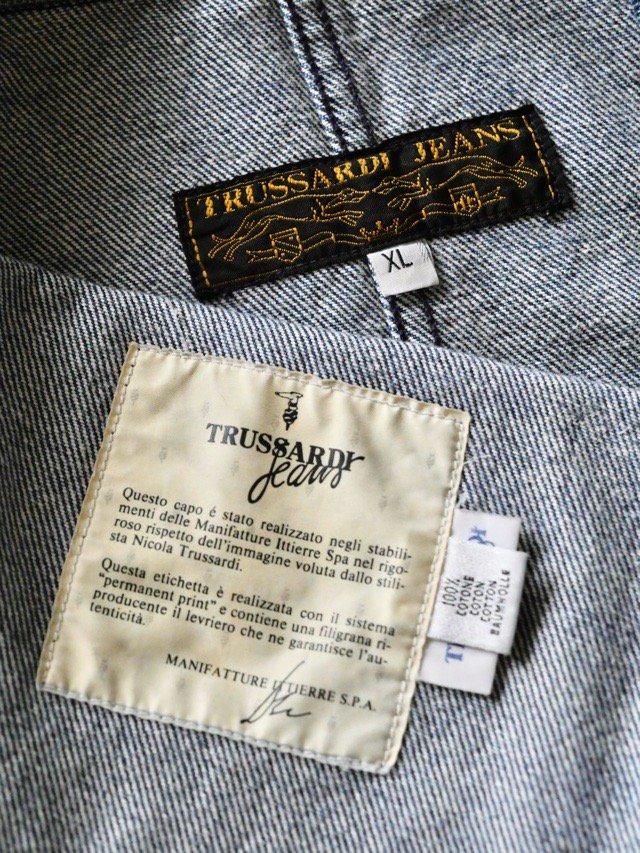 TRUSSARDI JEANS
XL
TRUSSARDI
jeans
Questo capo é stato realizzato negli stabili-
menti delle Manifatture Ittierre Spa nel rigo-
roso rispetto dell'immagine voluta dallo stili-
sta Nicola Trussardi.
Questa etichetta è realizzata con il sistema
"permanent print" e contiene una filigrana ri-
producente il levriero che ne garantisce l'au-
tenticità.
MANIFATTURE ITTIERRE S.P.A.
100%
COTONE
COTTON
COTON
BAUMWOLLE